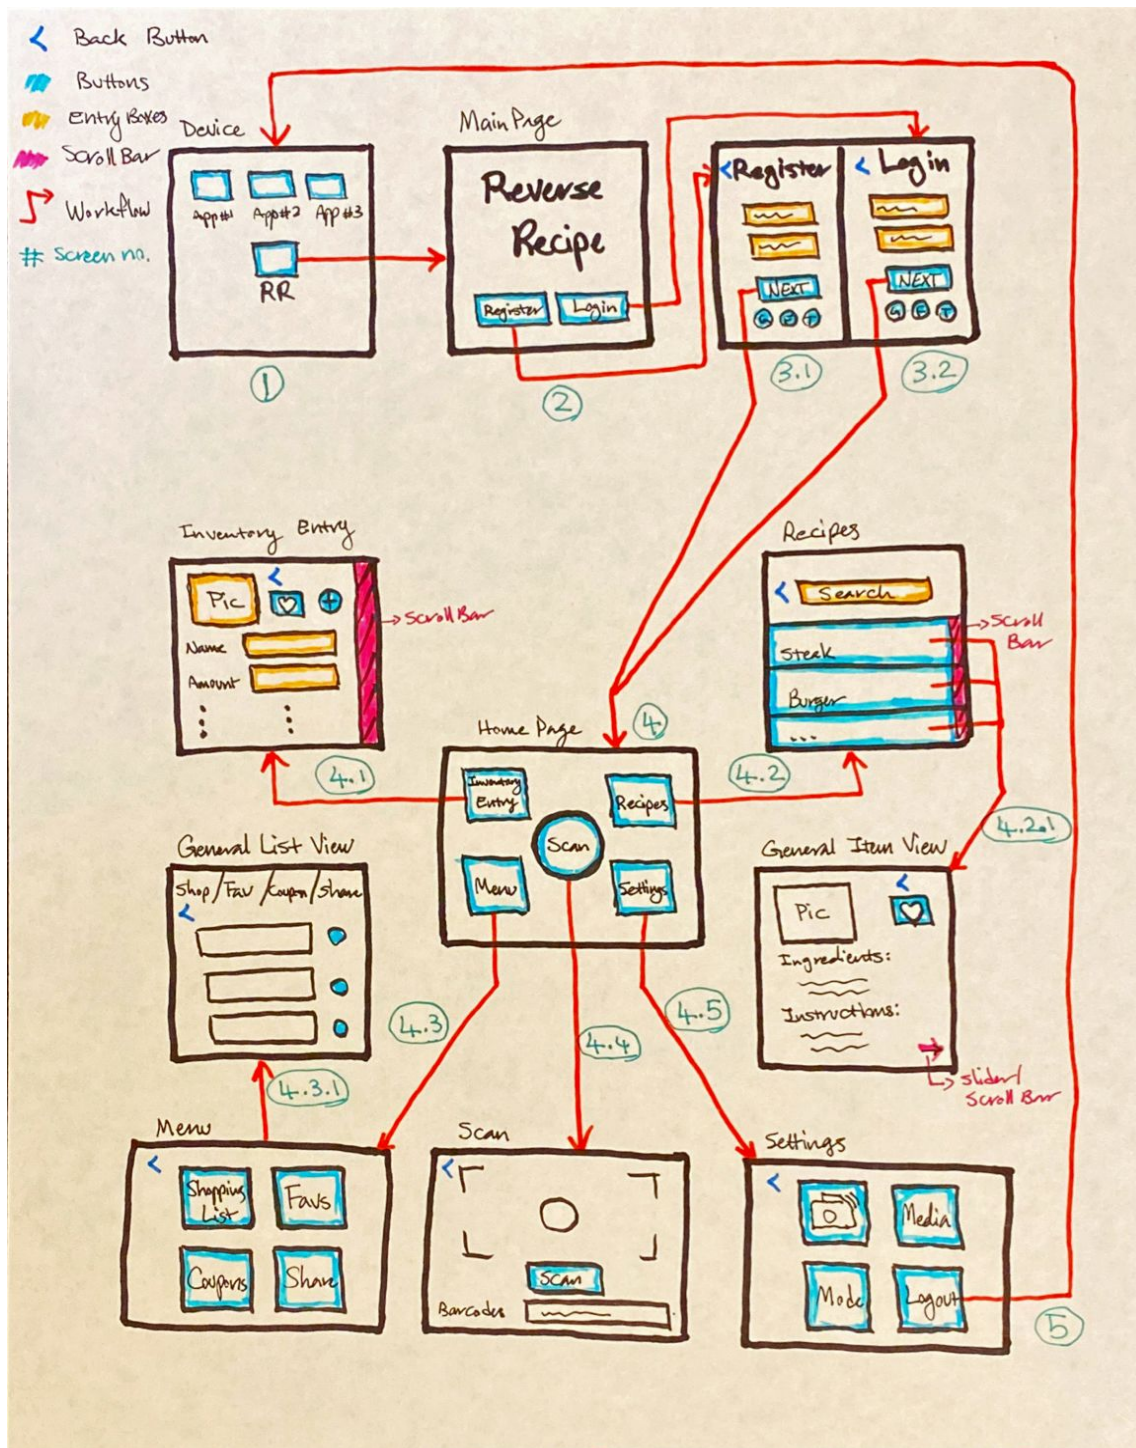 < Back Button
Buttons
Entry Boxes
Scroll Bar
Workflow
# Screen no.
Device
App#1 App#2 App#3
RR
1
Main Page
Reverse
Recipe
Register Login
2
<Register
NEXT
3.1
< Login
NEXT
3.2
Inventory Entry
<
Pic
+
Name
Amount
→ Scroll Bar
4.1
Recipes
< Search
Steak
Burger
...
→ Scroll
Bar
4.2
Home Page
4
Inventory
Entry
Recipes
Scan
Menu
Settings
General List View
Shop/Fav/Coupon/Share
<
4.3.1
4.2.1
General Item View
<
Pic
Ingredients:
Instructions:
→ slider/
Scroll Bar
4.3
4.4
4.5
Menu
<
Shopping
List
Favs
Coupons
Share
Scan
<
Scan
Barcodes
Settings
<
Media
Mode
Logout
5